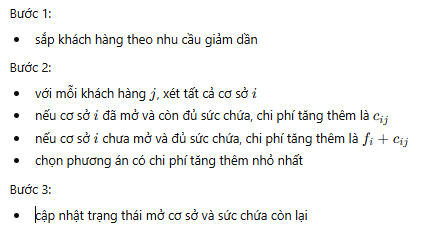 Bước 1:
• sắp khách hàng theo nhu cầu giảm dần
Bước 2:
• với mỗi khách hàng j, xét tất cả cơ sở i
• nếu cơ sở i đã mở và còn đủ sức chứa, chi phí tăng thêm là c_{ij}
• nếu cơ sở i chưa mở và đủ sức chứa, chi phí tăng thêm là f_i + c_{ij}
• chọn phương án có chi phí tăng thêm nhỏ nhất
Bước 3:
• cập nhật trạng thái mở cơ sở và sức chứa còn lại